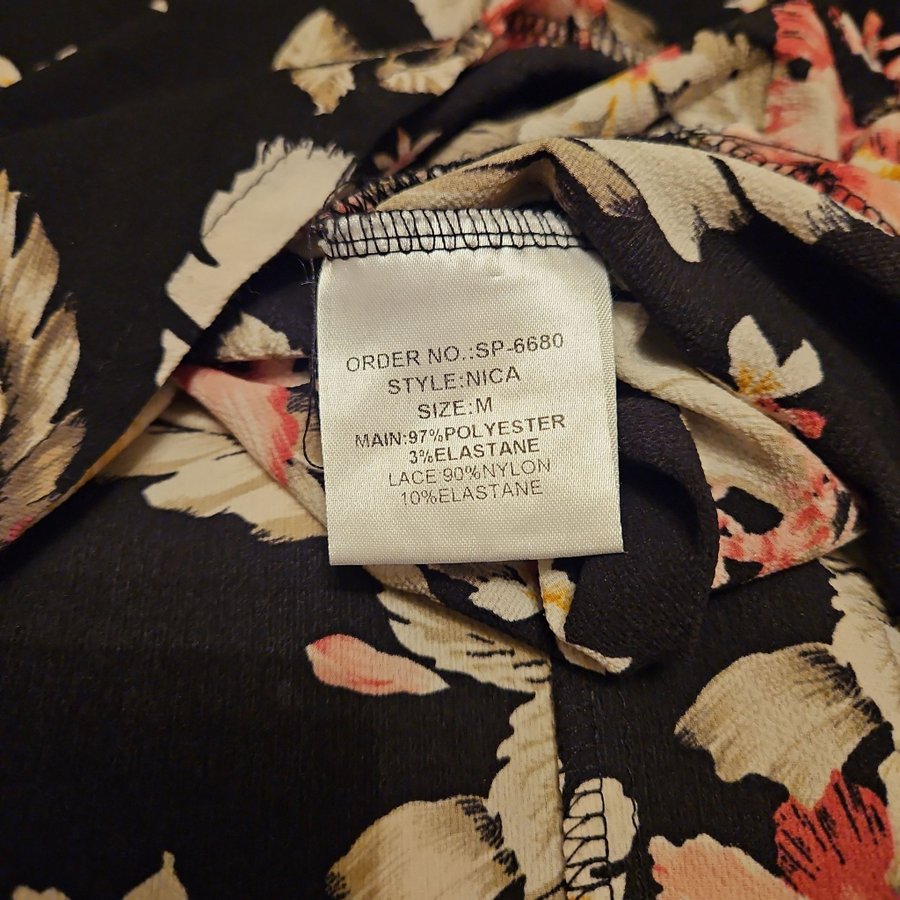 ORDER NO.:SP-6680
STYLE:NICA
SIZE:M
MAIN:97%POLYESTER
3%ELASTANE
LACE 90%NYLON
10%ELASTANE